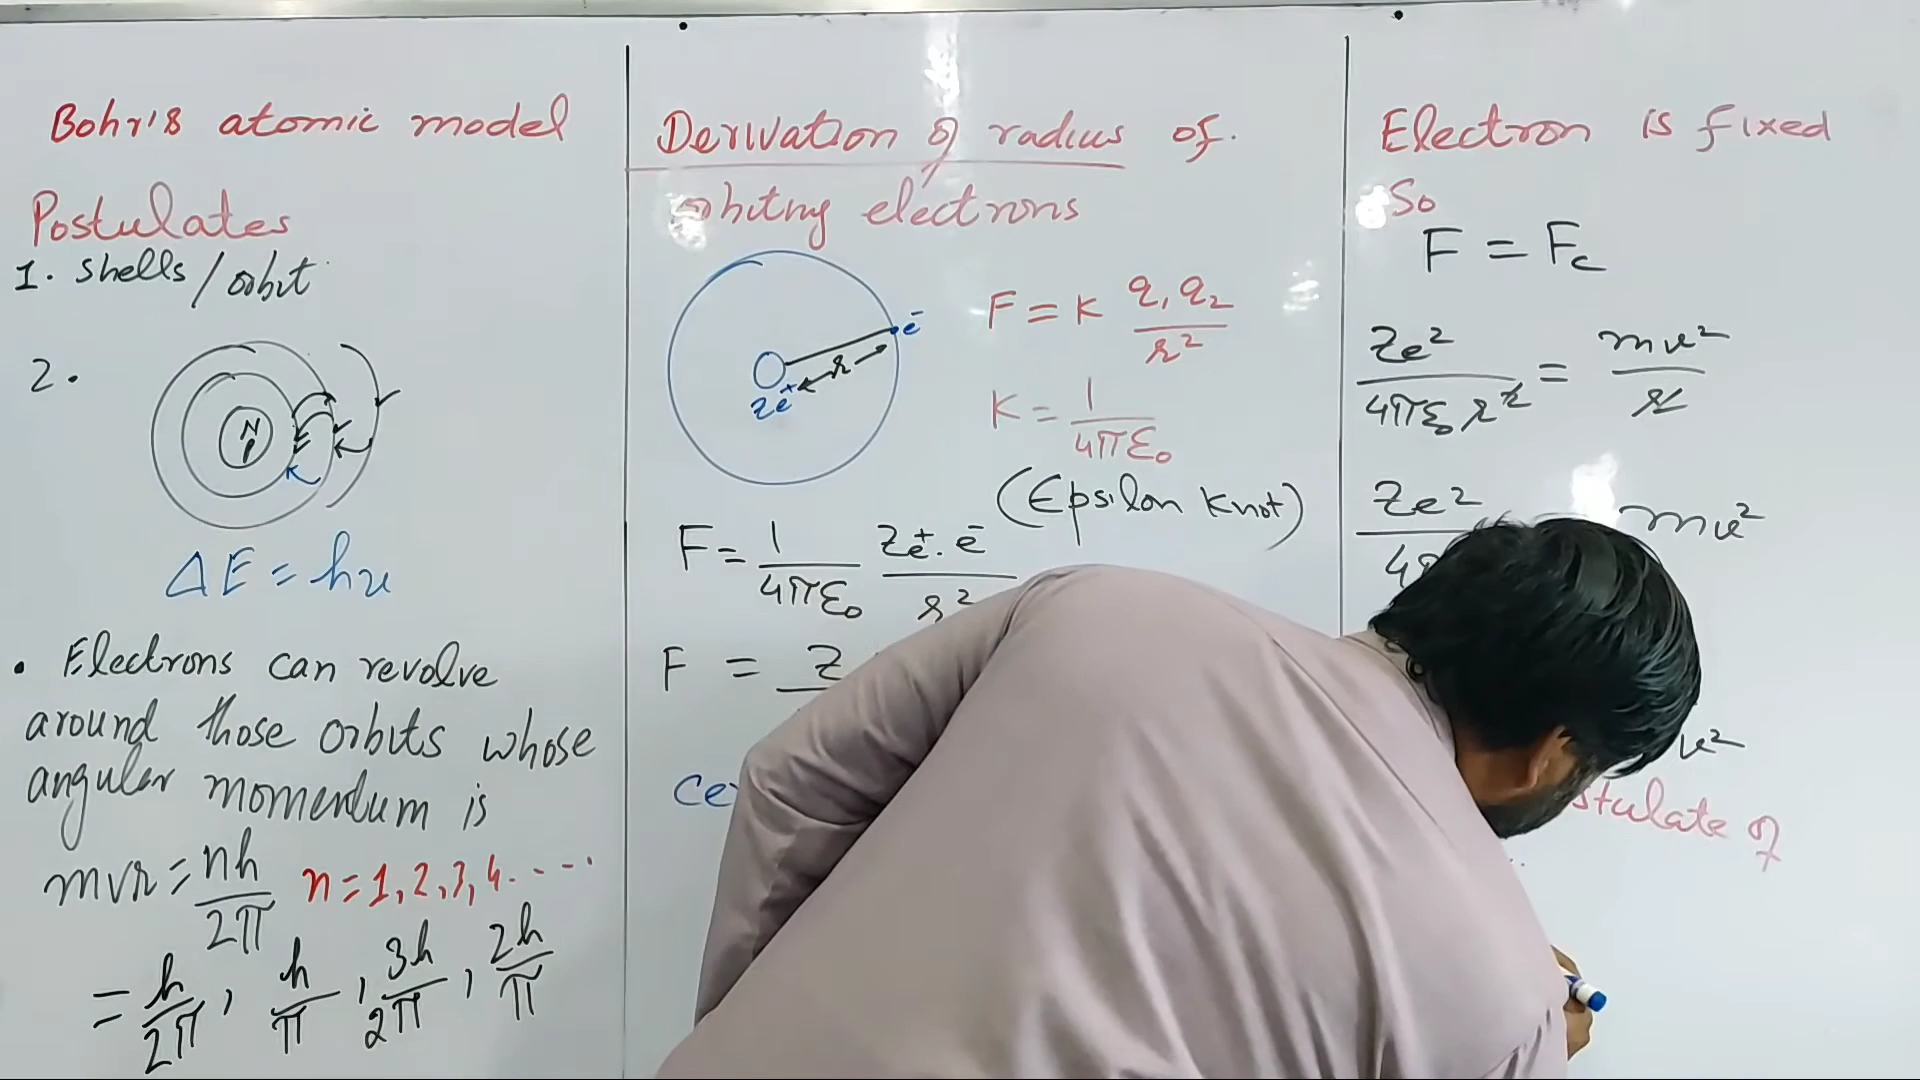 Bohr's atomic model
Postulates
1. shells / orbit
2.
N
P
ΔE = hν
• Electrons can revolve
around those orbits whose
angular momentum is
mvr = nh/2π n = 1, 2, 3, 4.----
= h/2π, h/π, 3h/2π, 2h/π
Derivation of radius of.
orbiting electrons
e⁻
r
Ze⁺
F = K q₁q₂/r²
K = 1/4πε₀
(Epsilon Knot)
F = 1/4πε₀ Ze⁺.e⁻/r²
F = Z
Electron is fixed
So
F = Fc
Ze²/4πε₀r² = mv²/r
Ze² mv²
v²
of